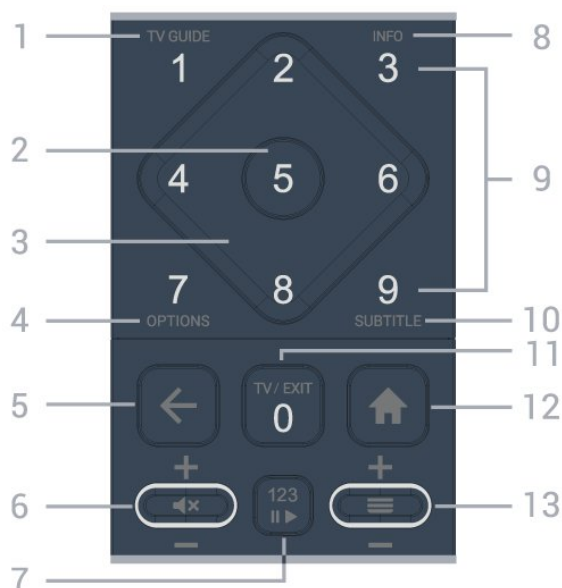 1 TV GUIDE INFO 8
1 2 3
2 4 5 6 9
3
7 8 9
4 OPTIONS SUBTITLE 10
11
5 TV / EXIT 12
0
+ +
6 123 13
− −
7